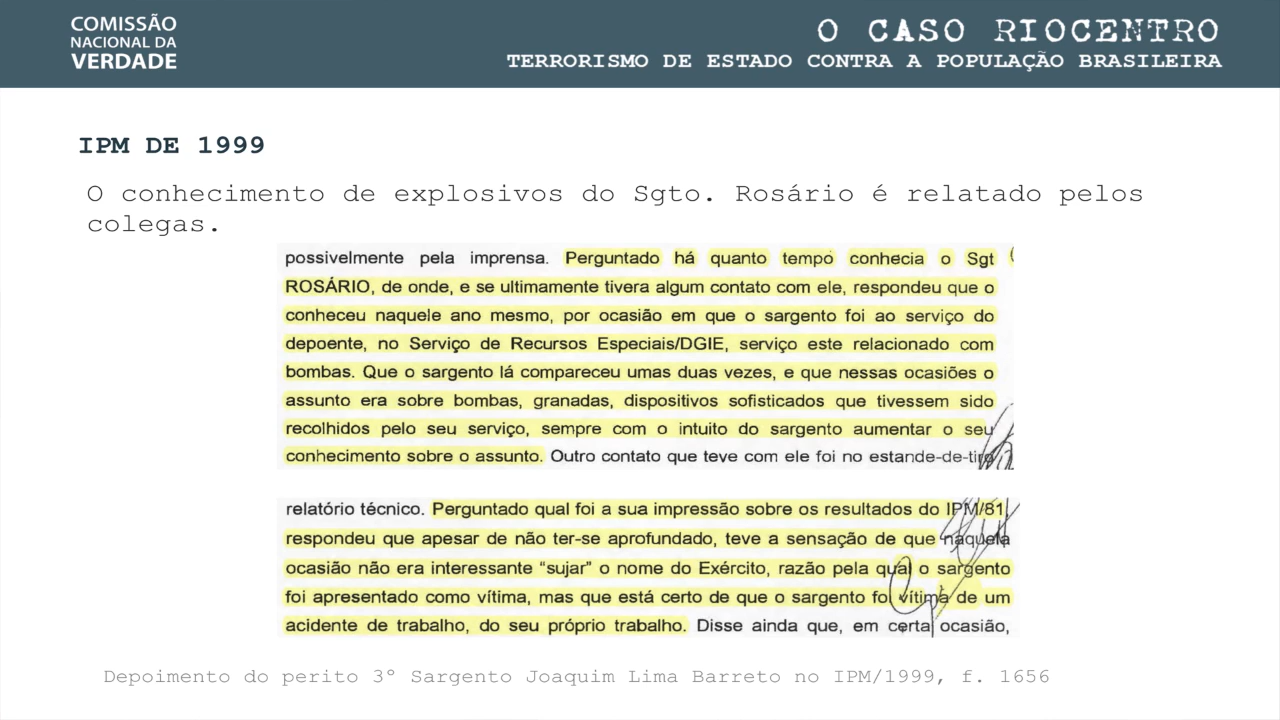 COMISSÃO
NACIONAL DA
VERDADE
O CASO RIOCENTRO
TERRORISMO DE ESTADO CONTRA A POPULAÇÃO BRASILEIRA
IPM DE 1999
O conhecimento de explosivos do Sgto. Rosário é relatado pelos
colegas.
possivelmente pela imprensa. Perguntado há quanto tempo conhecia o Sgt
ROSÁRIO, de onde, e se ultimamente tivera algum contato com ele, respondeu que o
conheceu naquele ano mesmo, por ocasião em que o sargento foi ao serviço do
depoente, no Serviço de Recursos Especiais/DGIE, serviço este relacionado com
bombas. Que o sargento lá compareceu umas duas vezes, e que nessas ocasiões o
assunto era sobre bombas, granadas, dispositivos sofisticados que tivessem sido
recolhidos pelo seu serviço, sempre com o intuito do sargento aumentar o seu
conhecimento sobre o assunto. Outro contato que teve com ele foi no estande-de-tiro
relatório técnico. Perguntado qual foi a sua impressão sobre os resultados do IPM/81,
respondeu que apesar de não ter-se aprofundado, teve a sensação de que naquela
ocasião não era interessante “sujar” o nome do Exército, razão pela qual o sargento
foi apresentado como vítima, mas que está certo de que o sargento foi vítima de um
acidente de trabalho, do seu próprio trabalho. Disse ainda que, em certa ocasião,
Depoimento do perito 3º Sargento Joaquim Lima Barreto no IPM/1999, f. 1656